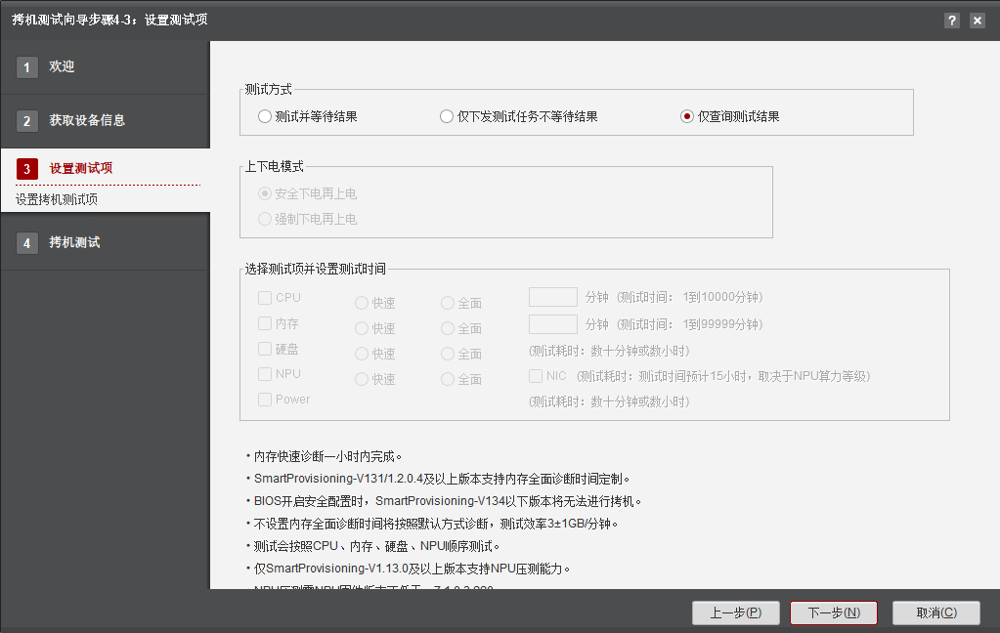 拷机测试向导步骤4-3：设置测试项
? ×
1 欢迎
2 获取设备信息
3 设置测试项
设置拷机测试项
4 拷机测试
测试方式
测试并等待结果 仅下发测试任务不等待结果 仅查询测试结果
上下电模式
安全下电再上电
强制下电再上电
选择测试项并设置测试时间
CPU 快速 全面 分钟（测试时间： 1到10000分钟）
内存 快速 全面 分钟（测试时间： 1到99999分钟）
硬盘 快速 全面 (测试耗时：数十分钟或数小时)
NPU 快速 全面 NIC （测试耗时：测试时间预计15小时，取决于NPU算力等级）
Power (测试耗时：数十分钟或数小时)
• 内存快速诊断一小时内完成。
• SmartProvisioning-V131/1.2.0.4及以上版本支持内存全面诊断时间定制。
• BIOS开启安全配置时，SmartProvisioning-V134以下版本将无法进行拷机。
• 不设置内存全面诊断时间将按照默认方式诊断，测试效率3±1GB/分钟。
• 测试会按照CPU、内存、硬盘、NPU顺序测试。
• 仅SmartProvisioning-V1.13.0及以上版本支持NPU压测能力。
上一步(P) 下一步(N) 取消(C)